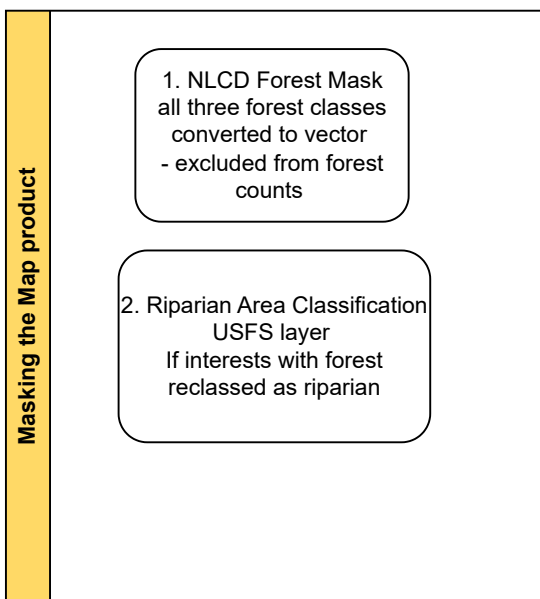 Masking the Map product
1. NLCD Forest Mask
all three forest classes
converted to vector
- excluded from forest
counts
2. Riparian Area Classification
USFS layer
If interests with forest
reclassed as riparian